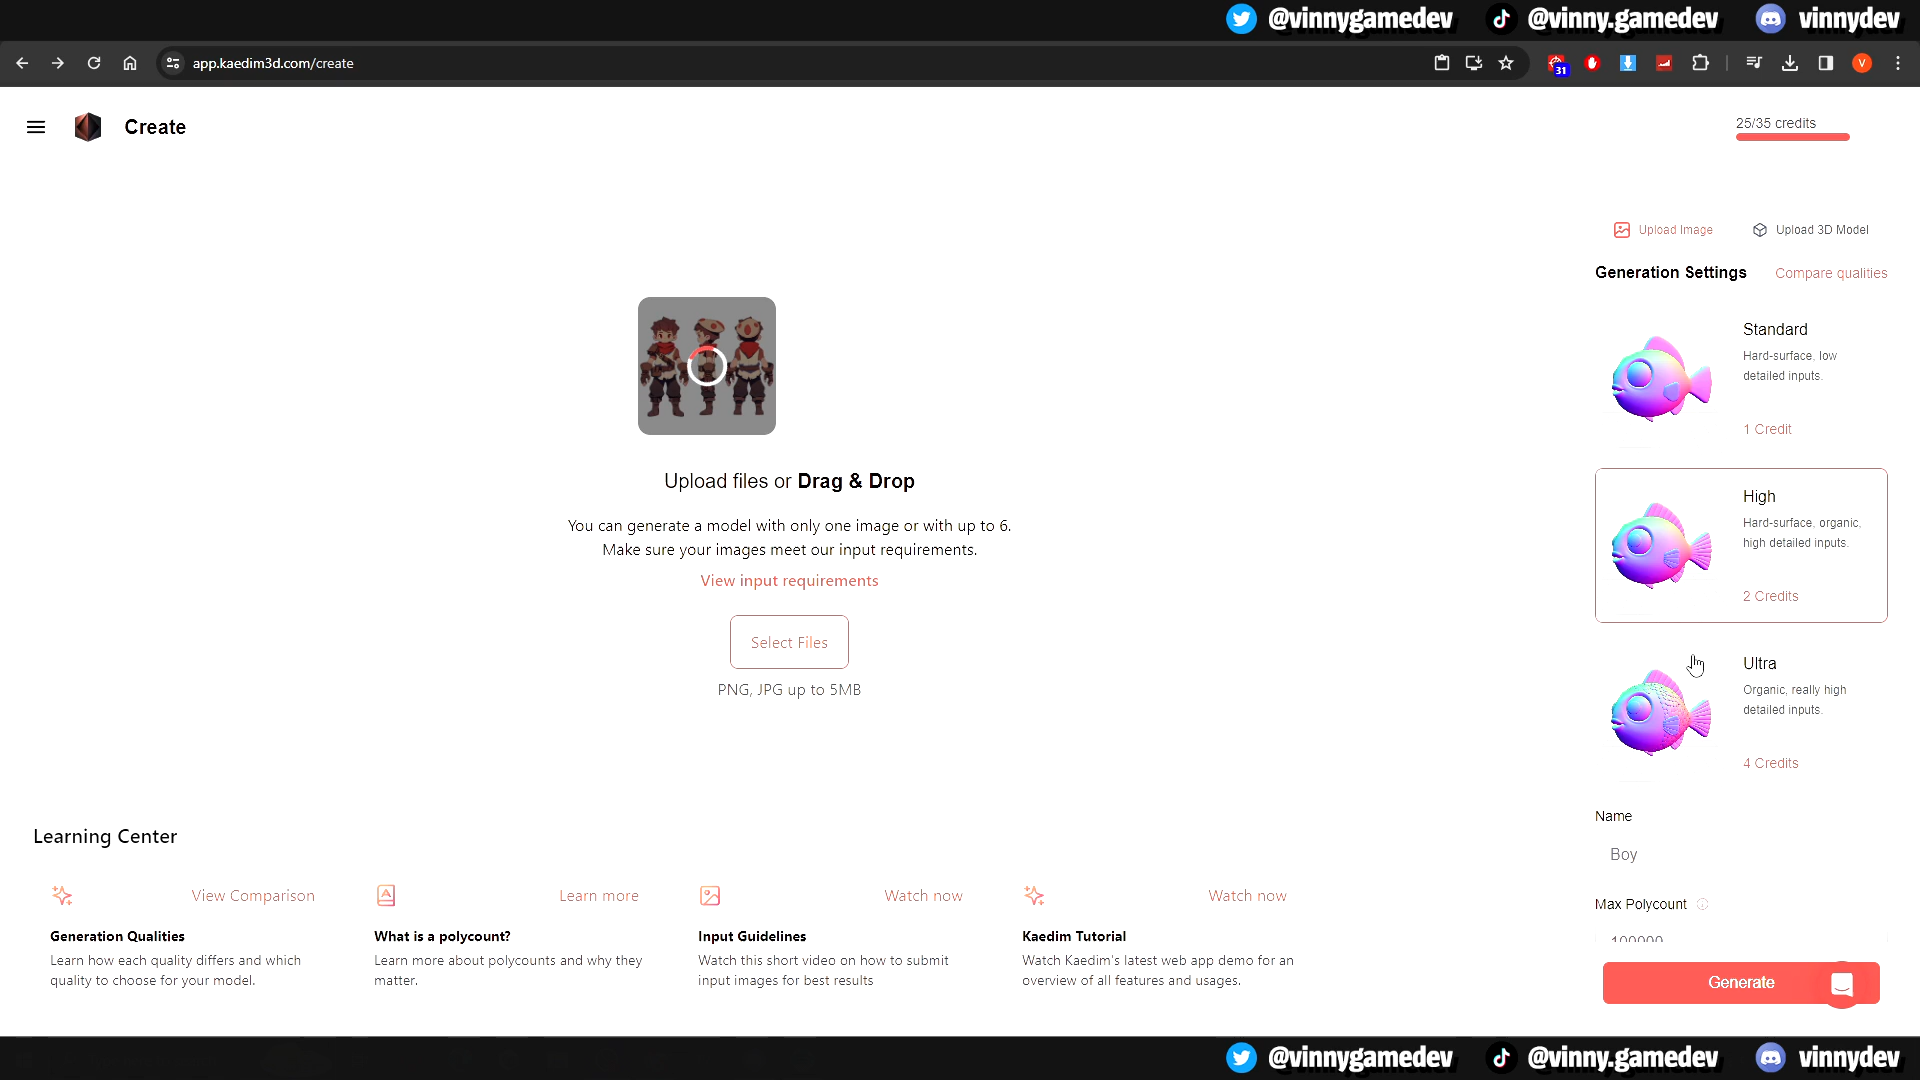 @vinnygamedev @vinny.gamedev vinnydev
app.kaedim3d.com/create
31
V
Create
25/35 credits
Upload Image
Upload 3D Model
Generation Settings
Compare qualities
Standard
Hard-surface, low
detailed inputs.
1 Credit
High
Hard-surface, organic,
high detailed inputs.
2 Credits
Ultra
Organic, really high
detailed inputs.
4 Credits
Name
Boy
Max Polycount
100000
Generate
Upload files or Drag & Drop
You can generate a model with only one image or with up to 6.
Make sure your images meet our input requirements.
View input requirements
Select Files
PNG, JPG up to 5MB
Learning Center
View Comparison
Generation Qualities
Learn how each quality differs and which
quality to choose for your model.
Learn more
What is a polycount?
Learn more about polycounts and why they
matter.
Watch now
Input Guidelines
Watch this short video on how to submit
input images for best results
Watch now
Kaedim Tutorial
Watch Kaedim's latest web app demo for an
overview of all features and usages.
@vinnygamedev @vinny.gamedev vinnydev